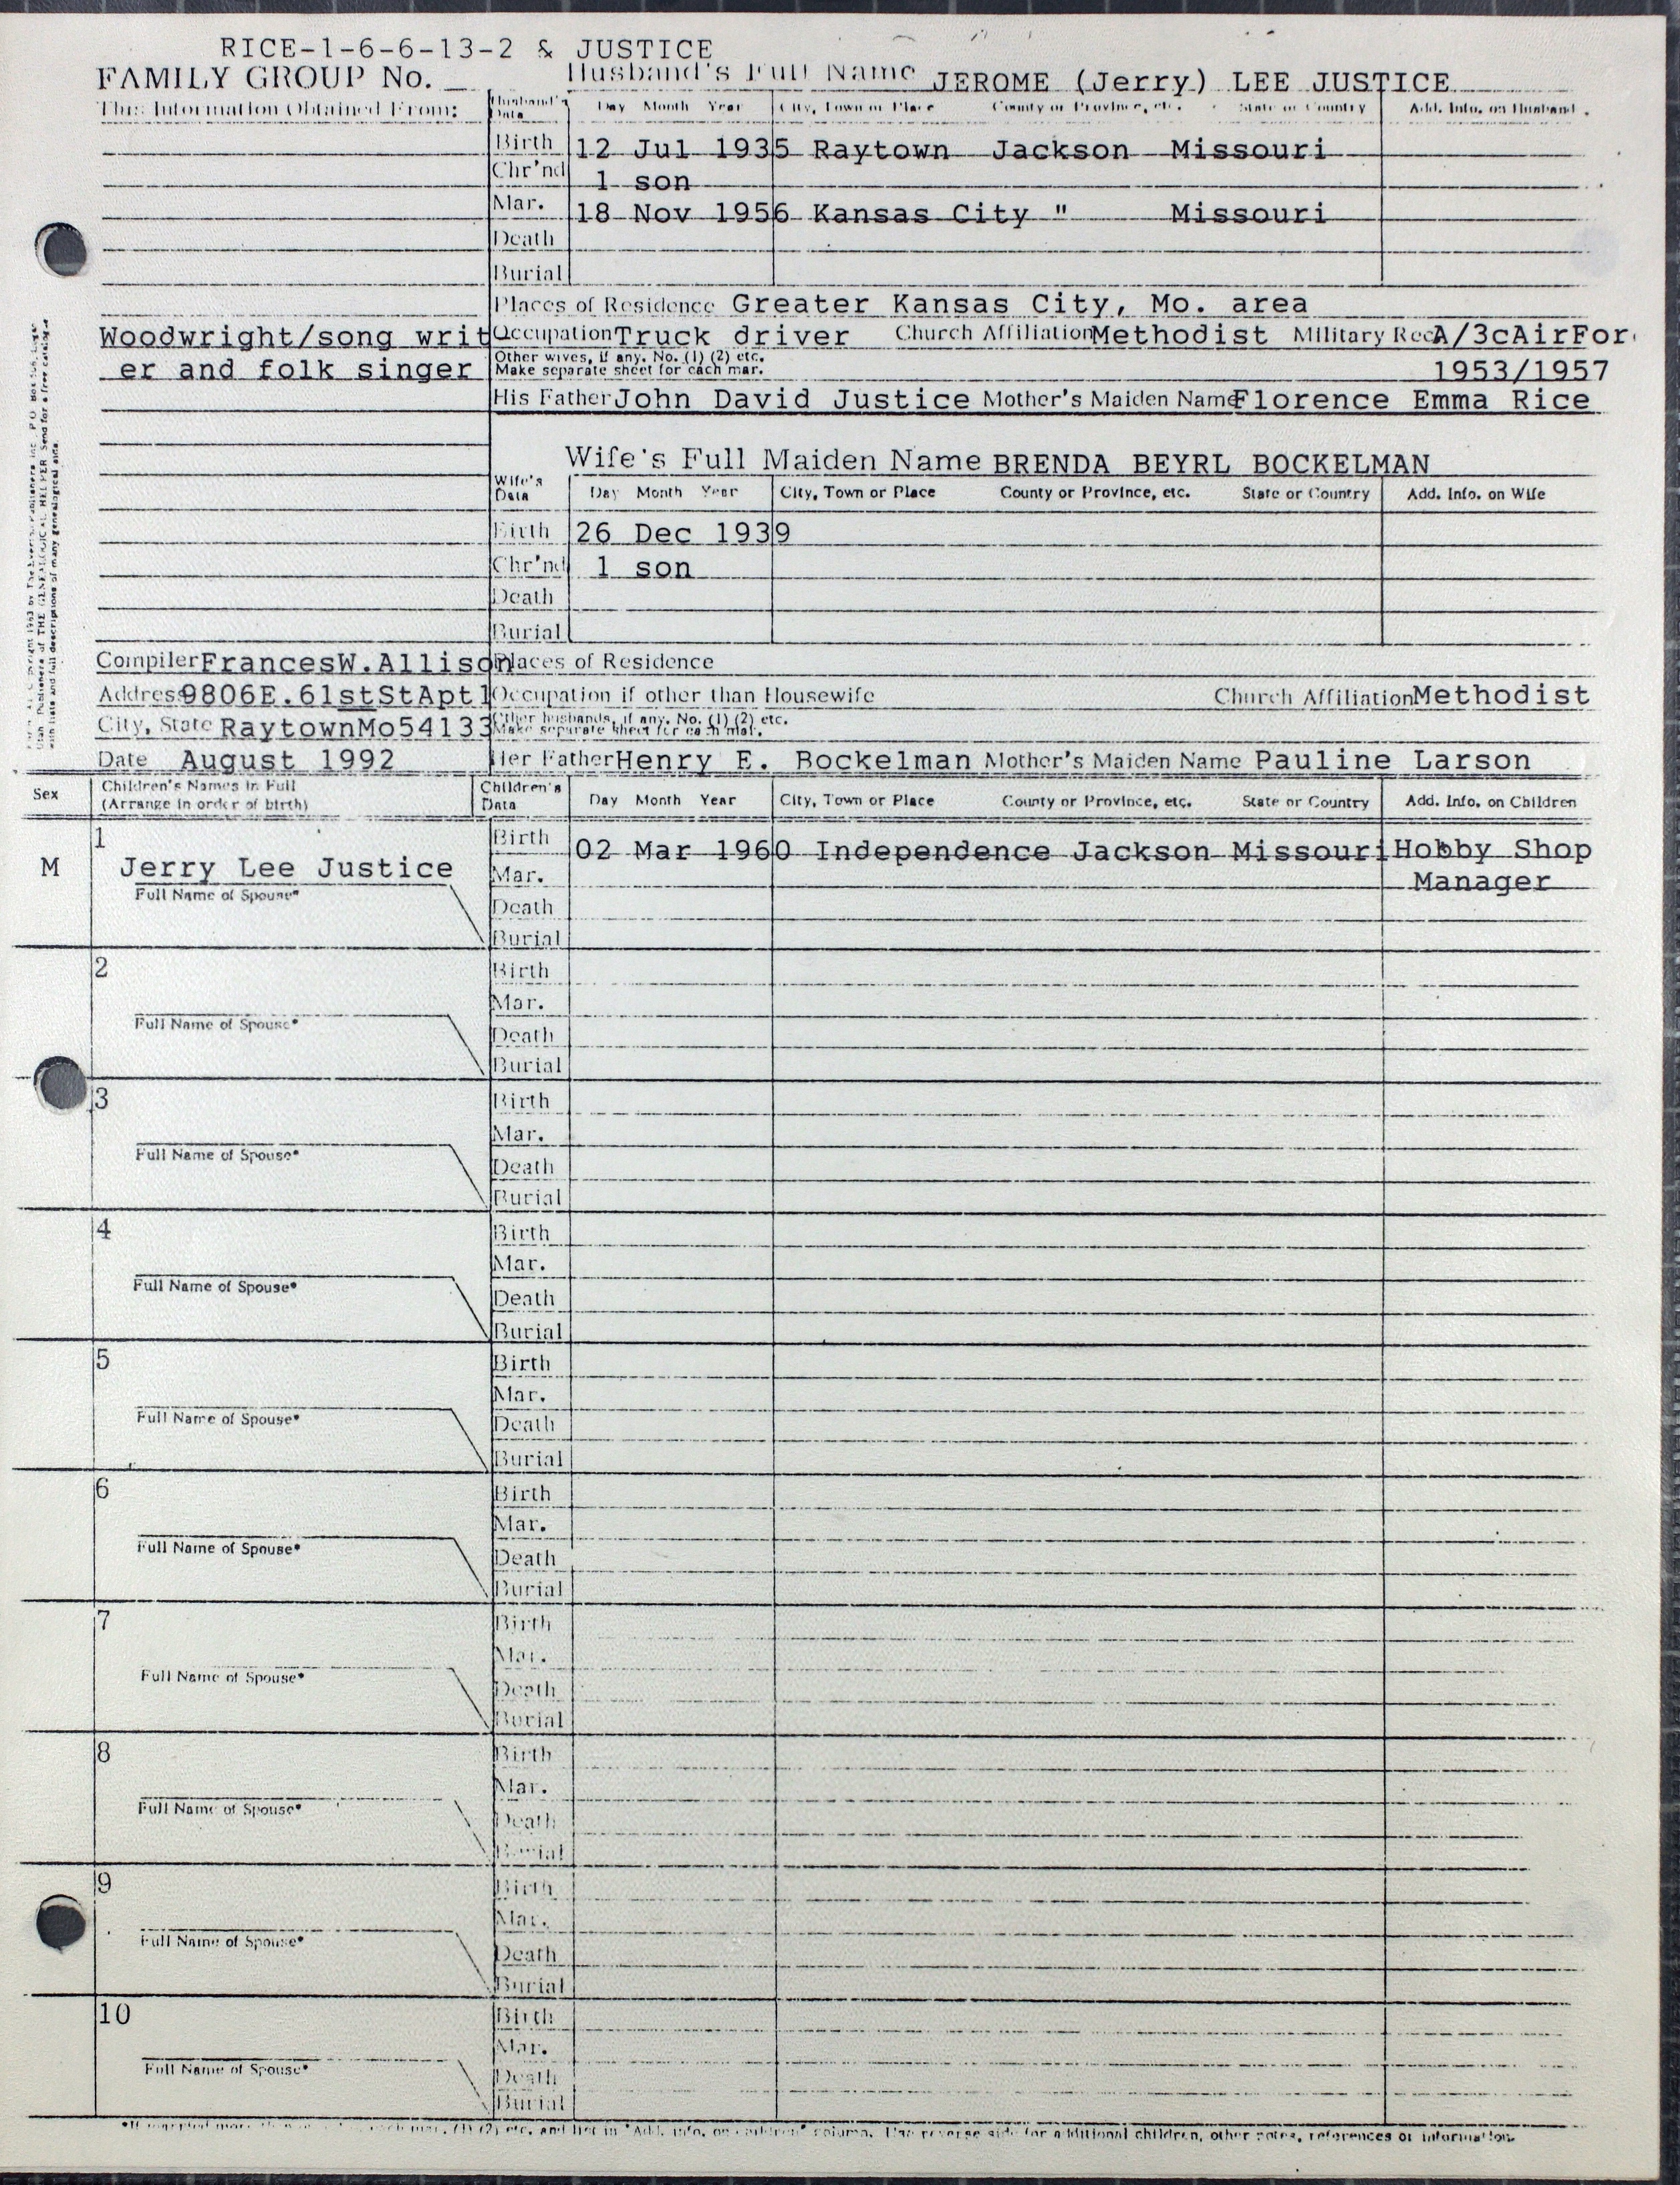 RICE-1-6-6-13-2 & JUSTICE
FAMILY GROUP No. Husband's Full Name JEROME (Jerry) LEE JUSTICE
This Information Obtained From: Husband's Data Day Month Year City, Town or Place County or Province, etc. State or Country Add. Info. on Husband
Birth 12 Jul 1935 Raytown Jackson Missouri
Chr'nd 1 son
Mar. 18 Nov 1956 Kansas City " Missouri
Death
Burial
Places of Residence Greater Kansas City, Mo. area
Woodwright/song writ Occupation Truck driver Church Affiliation Methodist Military Rec. A/3cAirFor
er and folk singer Other wives, if any. No. (1) (2) etc.
Make separate sheet for each mar. 1953/1957
His Father John David Justice Mother's Maiden Name Florence Emma Rice
Wife's Full Maiden Name BRENDA BEYRL BOCKELMAN
Wife's Data Day Month Year City, Town or Place County or Province, etc. State or Country Add. Info. on Wife
Birth 26 Dec 1939
Chr'nd 1 son
Death
Burial
Compiler FrancesW.Allison Places of Residence
Address 9806E.61stStApt1 Occupation if other than Housewife Church Affiliation Methodist
City, State RaytownMo54133 Other husbands, if any. No. (1) (2) etc.
Make separate sheet for each mar.
Date August 1992 Her Father Henry E. Bockelman Mother's Maiden Name Pauline Larson
Sex Children's Names in Full
(Arrange in order of birth) Children's Data Day Month Year City, Town or Place County or Province, etc. State or Country Add. Info. on Children
1 Birth 02 Mar 1960 Independence Jackson Missouri Hobby Shop
M Jerry Lee Justice Mar. Manager
Full Name of Spouse* Death
Burial
2 Birth
Mar.
Full Name of Spouse* Death
Burial
3 Birth
Mar.
Full Name of Spouse* Death
Burial
4 Birth
Mar.
Full Name of Spouse* Death
Burial
5 Birth
Mar.
Full Name of Spouse* Death
Burial
6 Birth
Mar.
Full Name of Spouse* Death
Burial
7 Birth
Mar.
Full Name of Spouse* Death
Burial
8 Birth
Mar.
Full Name of Spouse* Death
Burial
9 Birth
Mar.
Full Name of Spouse* Death
Burial
10 Birth
Mar.
Full Name of Spouse* Death
Burial
*If (1) (2) etc. and list in "Add. info. on children" column. Use reverse side for additional children, other notes, references or information.